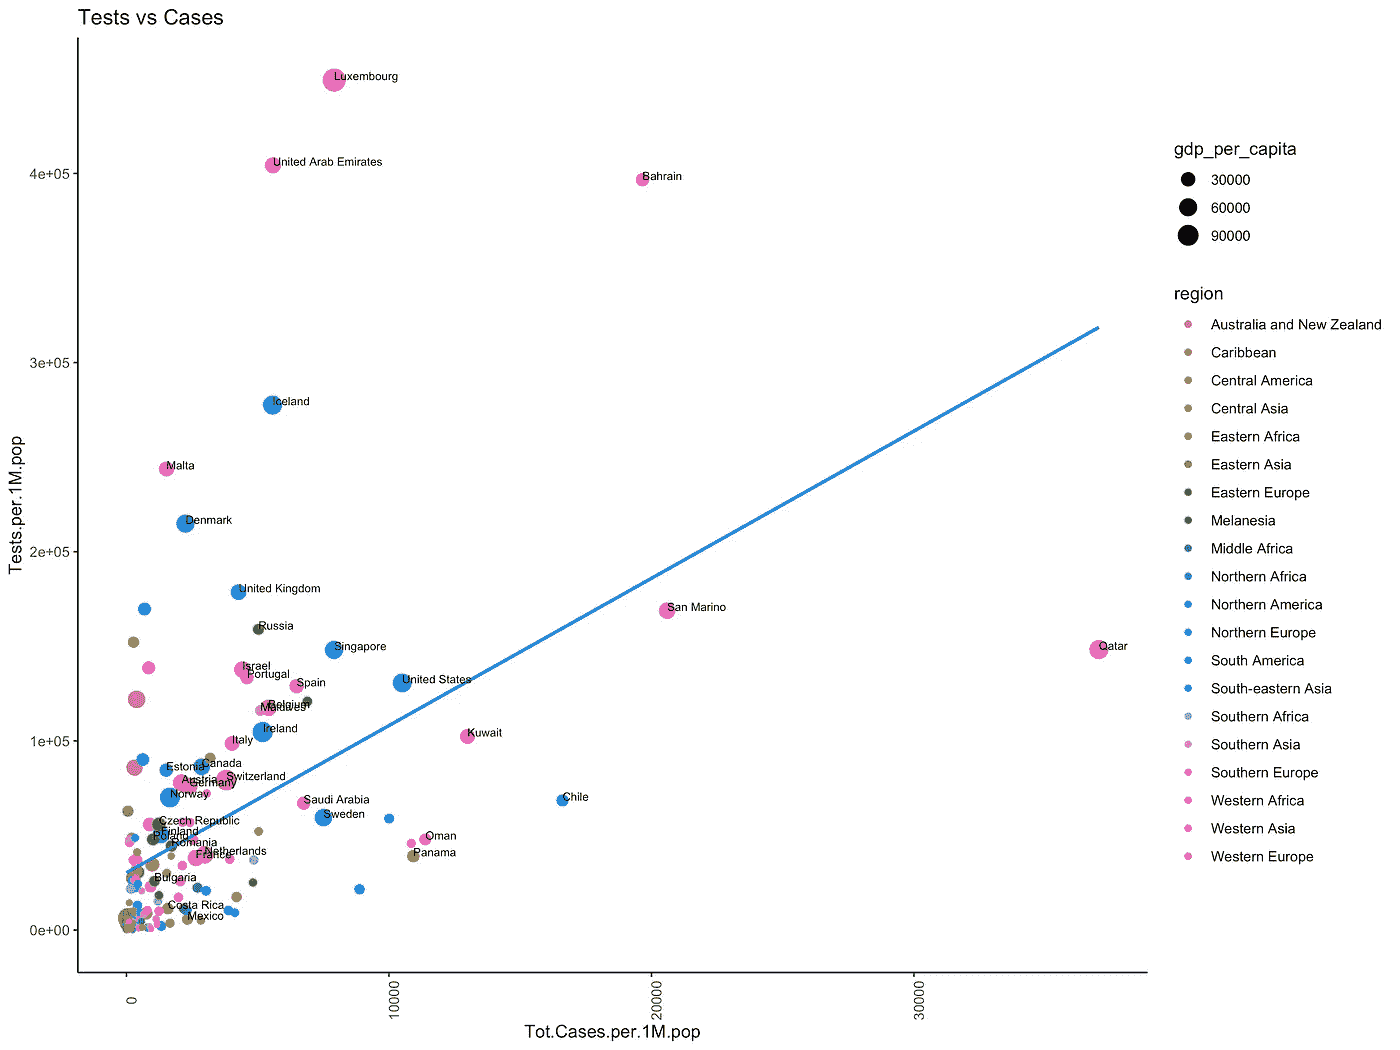 Tests vs Cases
Luxembourg
United Arab Emirates
Bahrain
4e+05
3e+05
Iceland
Malta
Denmark
2e+05
United Kingdom
San Marino
Russia
Singapore
Qatar
Israel
Portugal
Spain
United States
Belgium
Maldives
Ireland
Kuwait
Italy
1e+05
Estonia
Canada
Switzerland
Austria
Germany
Norway
Saudi Arabia
Chile
Sweden
Czech Republic
Finland
Poland
Oman
Romania
Netherlands
France
Panama
Bulgaria
Costa Rica
Mexico
0e+00
0
10000
20000
30000
Tot.Cases.per.1M.pop
Tests.per.1M.pop
gdp_per_capita
30000
60000
90000
region
Australia and New Zealand
Caribbean
Central America
Central Asia
Eastern Africa
Eastern Asia
Eastern Europe
Melanesia
Middle Africa
Northern Africa
Northern America
Northern Europe
South America
South-eastern Asia
Southern Africa
Southern Asia
Southern Europe
Western Africa
Western Asia
Western Europe